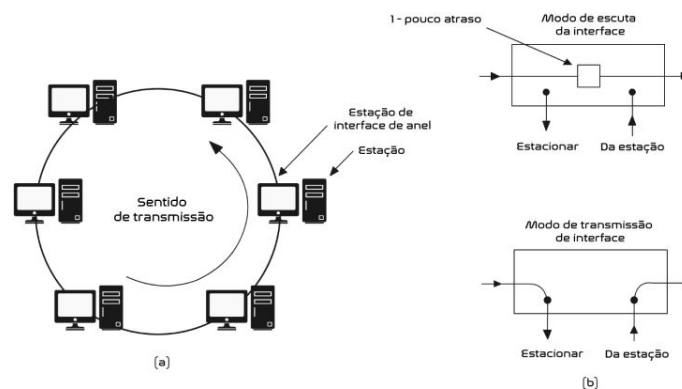 Estação de
interface de anel
Estação
Sentido
de transmissão
(a)
1 - pouco atraso
Modo de escuta
da interface
Estacionar
Da estação
Modo de transmissão
de interface
Estacionar
Da estação
(b)